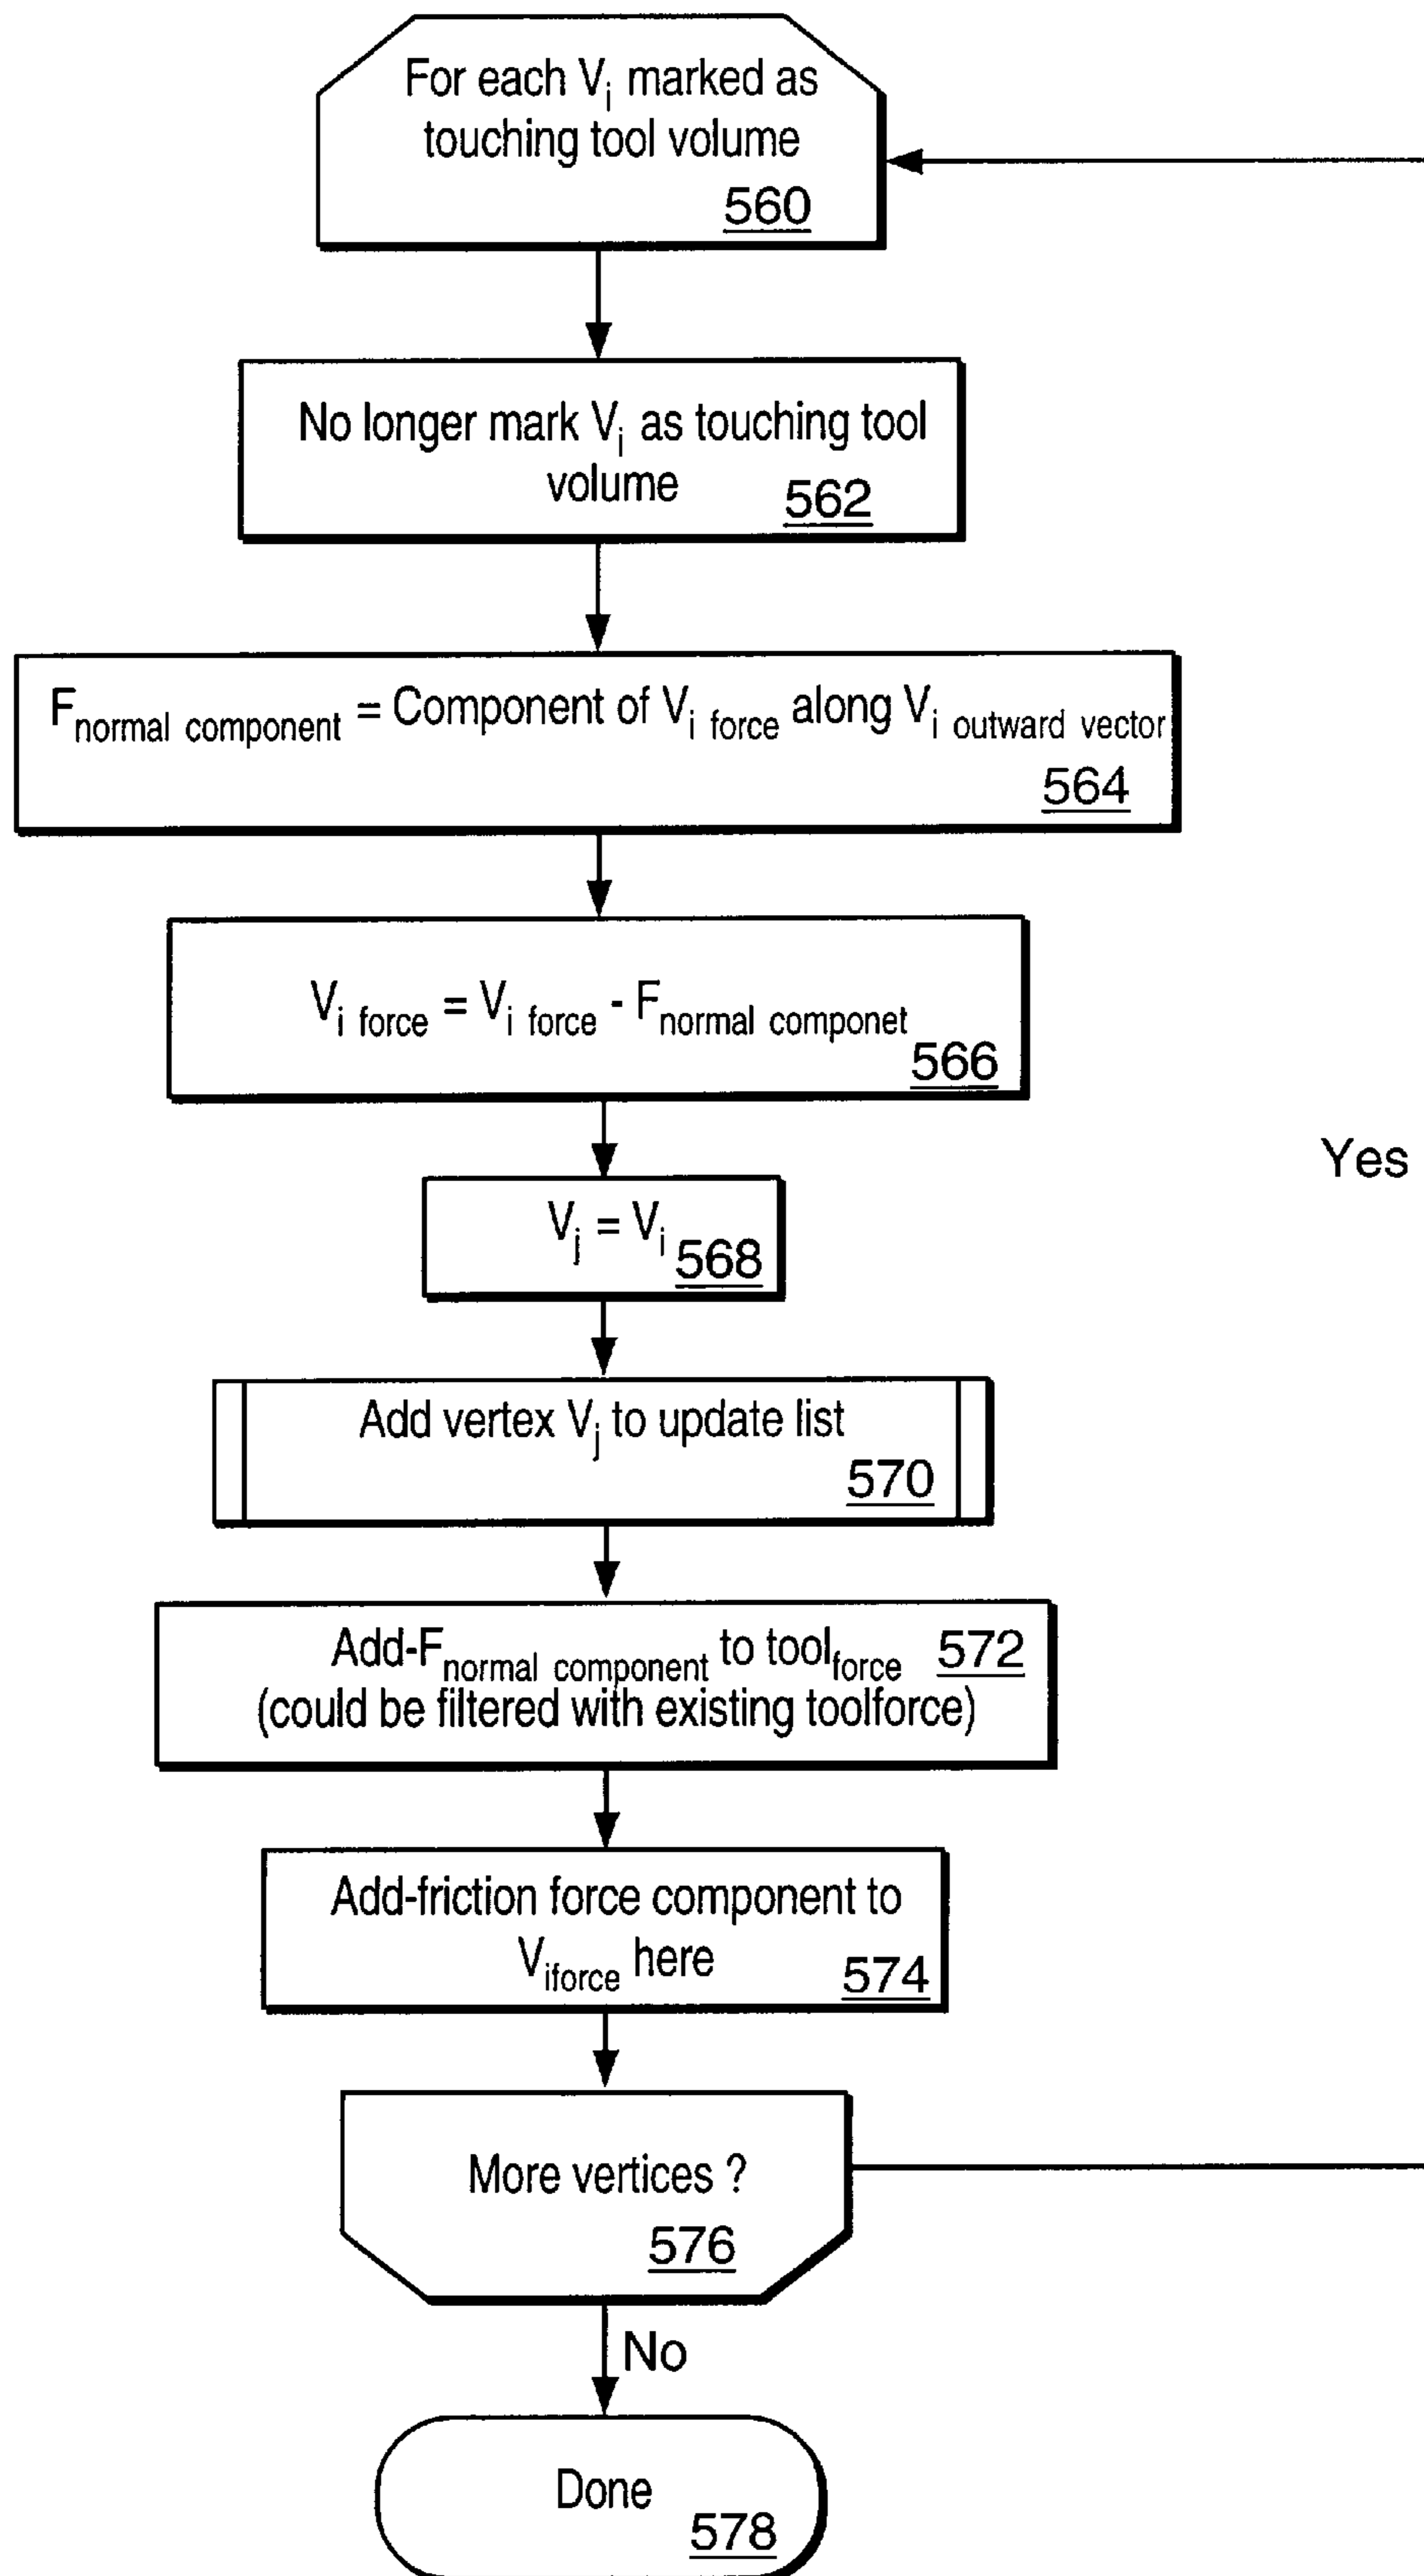 For each Vi marked as
touching tool volume
560
No longer mark Vi as touching tool
volume 562
Fnormal component = Component of Vi force along Vi outward vector
564
Vi force = Vi force - Fnormal componet
566
Yes
Vj = Vi 568
Add vertex Vj to update list
570
Add-Fnormal component to toolforce 572
(could be filtered with existing toolforce)
Add-friction force component to
Viforce here 574
More vertices ?
576
No
Done
578